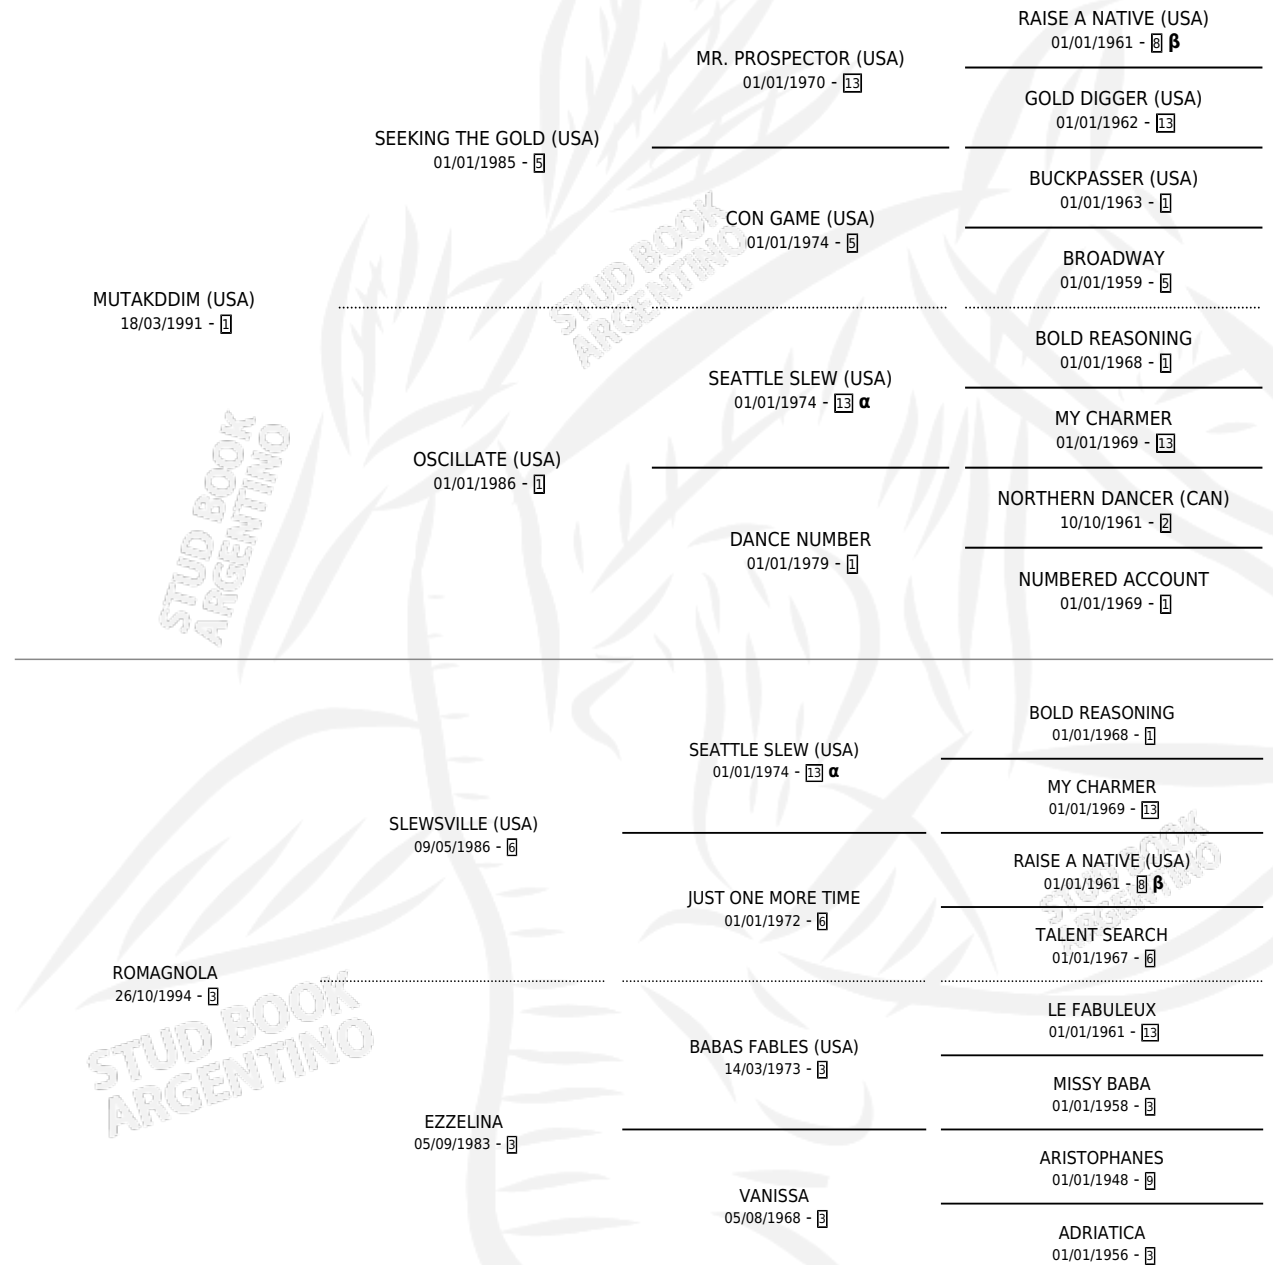 RAISE A NATIVE (USA)
01/01/1961 - 8 β
MR. PROSPECTOR (USA)
01/01/1970 - 13
GOLD DIGGER (USA)
01/01/1962 - 13
SEEKING THE GOLD (USA)
01/01/1985 - 5
BUCKPASSER (USA)
01/01/1963 - 1
CON GAME (USA)
01/01/1974 - 5
BROADWAY
01/01/1959 - 5
MUTAKDDIM (USA)
18/03/1991 - 1
BOLD REASONING
01/01/1968 - 1
SEATTLE SLEW (USA)
01/01/1974 - 13 α
MY CHARMER
01/01/1969 - 13
OSCILLATE (USA)
01/01/1986 - 1
NORTHERN DANCER (CAN)
10/10/1961 - 2
DANCE NUMBER
01/01/1979 - 1
NUMBERED ACCOUNT
01/01/1969 - 1
BOLD REASONING
01/01/1968 - 1
SEATTLE SLEW (USA)
01/01/1974 - 13 α
MY CHARMER
01/01/1969 - 13
SLEWSVILLE (USA)
09/05/1986 - 6
RAISE A NATIVE (USA)
01/01/1961 - 8 β
JUST ONE MORE TIME
01/01/1972 - 6
TALENT SEARCH
01/01/1967 - 6
ROMAGNOLA
26/10/1994 - 3
LE FABULEUX
01/01/1961 - 13
BABAS FABLES (USA)
14/03/1973 - 3
MISSY BABA
01/01/1958 - 3
EZZELINA
05/09/1983 - 3
ARISTOPHANES
01/01/1948 - 9
VANISSA
05/08/1968 - 3
ADRIATICA
01/01/1956 - 3
STUD BOOK
ARGENTINO
STUD BOOK
ARGENTINO
STUD BOOK
ARGENTINO
STUD BOOK
ARGENTINO